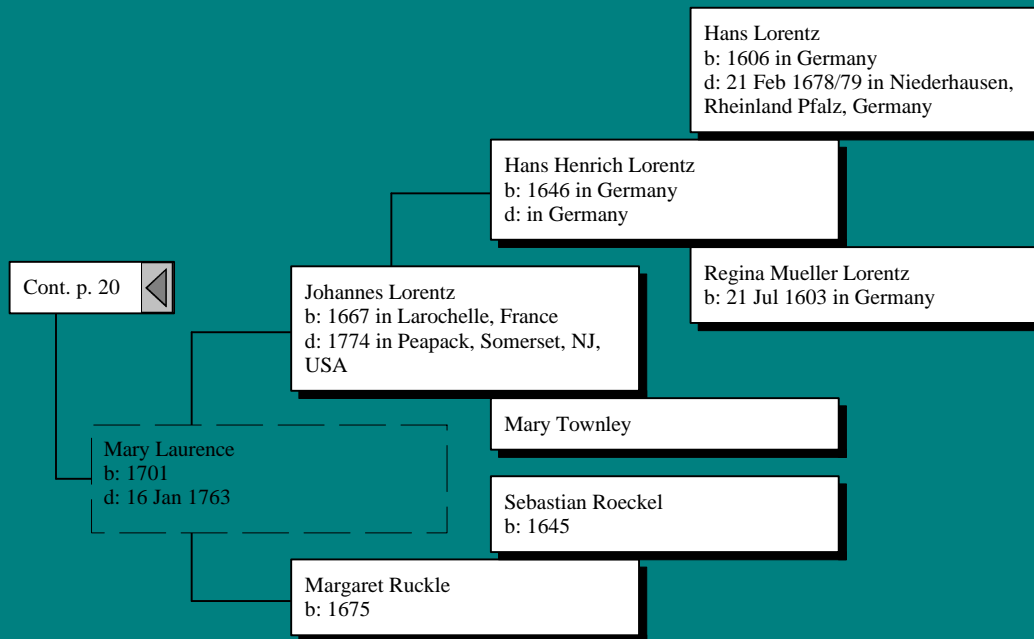 Hans Lorentz
b: 1606 in Germany
d: 21 Feb 1678/79 in Niederhausen,
Rheinland Pfalz, Germany
Hans Henrich Lorentz
b: 1646 in Germany
d: in Germany
Regina Mueller Lorentz
b: 21 Jul 1603 in Germany
Cont. p. 20
Johannes Lorentz
b: 1667 in Larochelle, France
d: 1774 in Peapack, Somerset, NJ,
USA
Mary Townley
Mary Laurence
b: 1701
d: 16 Jan 1763
Sebastian Roeckel
b: 1645
Margaret Ruckle
b: 1675